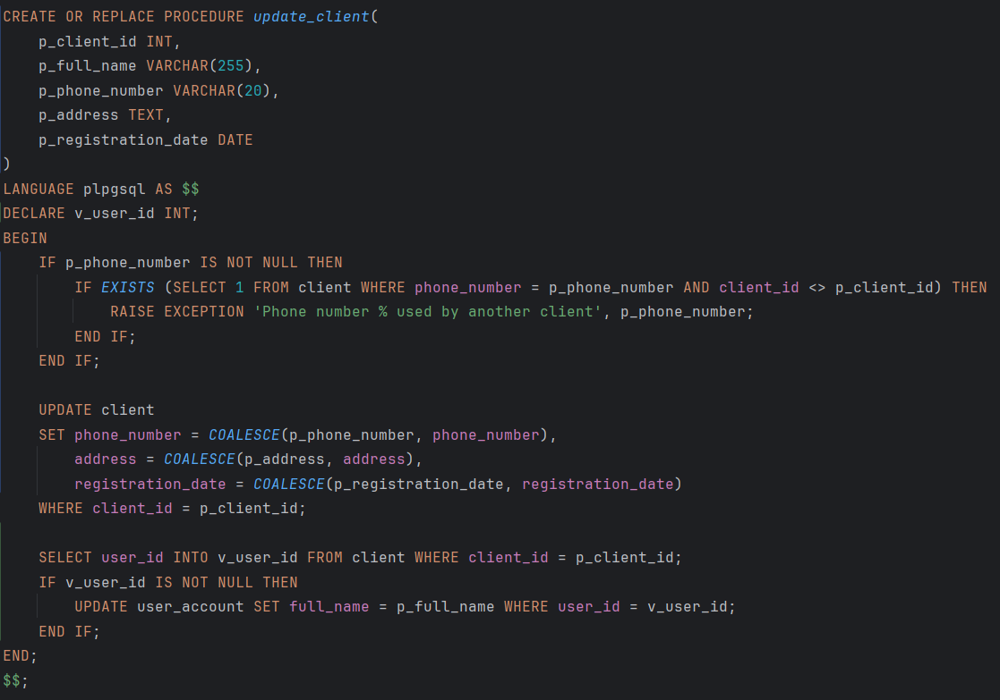 CREATE OR REPLACE PROCEDURE update_client(
    p_client_id INT,
    p_full_name VARCHAR(255),
    p_phone_number VARCHAR(20),
    p_address TEXT,
    p_registration_date DATE
)
LANGUAGE plpgsql AS $$
DECLARE v_user_id INT;
BEGIN
    IF p_phone_number IS NOT NULL THEN
        IF EXISTS (SELECT 1 FROM client WHERE phone_number = p_phone_number AND client_id <> p_client_id) THEN
            RAISE EXCEPTION 'Phone number % used by another client', p_phone_number;
        END IF;
    END IF;

    UPDATE client
    SET phone_number = COALESCE(p_phone_number, phone_number),
        address = COALESCE(p_address, address),
        registration_date = COALESCE(p_registration_date, registration_date)
    WHERE client_id = p_client_id;

    SELECT user_id INTO v_user_id FROM client WHERE client_id = p_client_id;
    IF v_user_id IS NOT NULL THEN
        UPDATE user_account SET full_name = p_full_name WHERE user_id = v_user_id;
    END IF;
END;
$$;